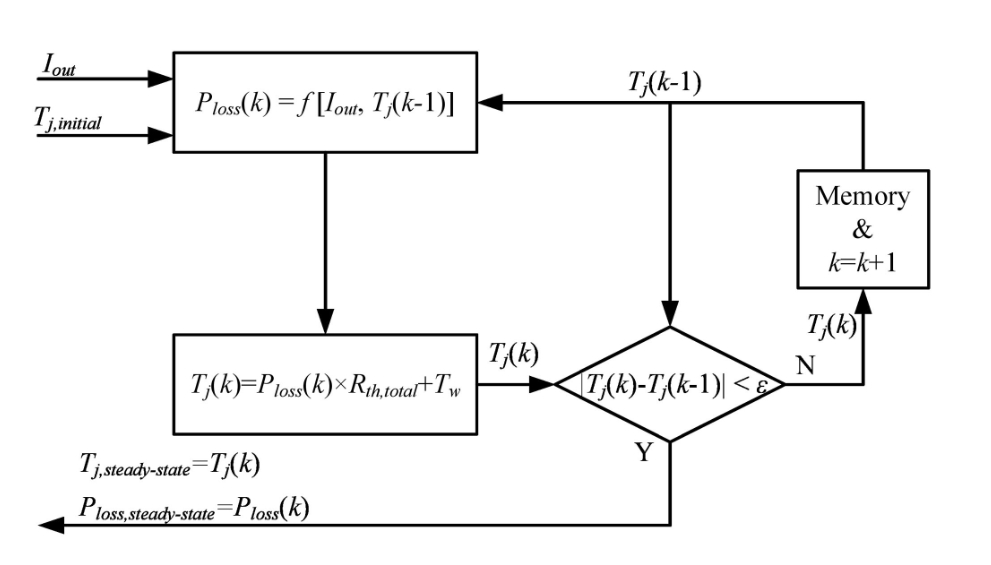 I_out
T_j,initial
P_loss(k) = f [I_out, T_j(k-1)]
T_j(k-1)
Memory
&
k=k+1
T_j(k)
T_j(k)=P_loss(k)×R_th,total+T_w
T_j(k)
|T_j(k)-T_j(k-1)| < ε
N
Y
T_j,steady-state=T_j(k)
P_loss,steady-state=P_loss(k)